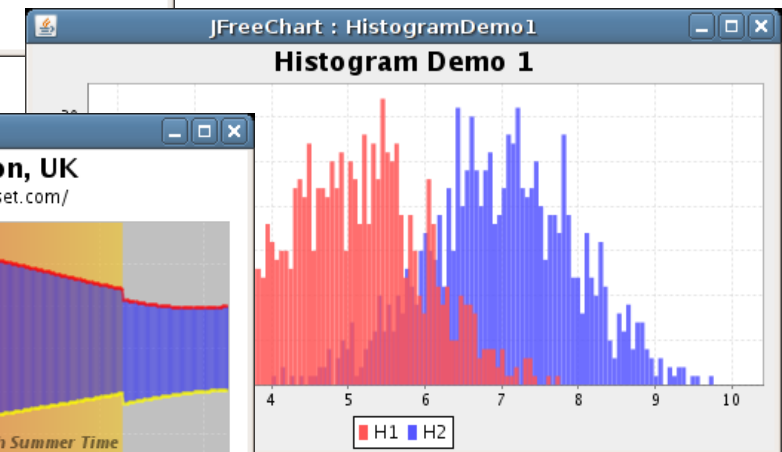 JFreeChart : HistogramDemo1
Histogram Demo 1
on, UK
set.com/
h Summer Time
4 5 6 7 8 9 10
H1 H2